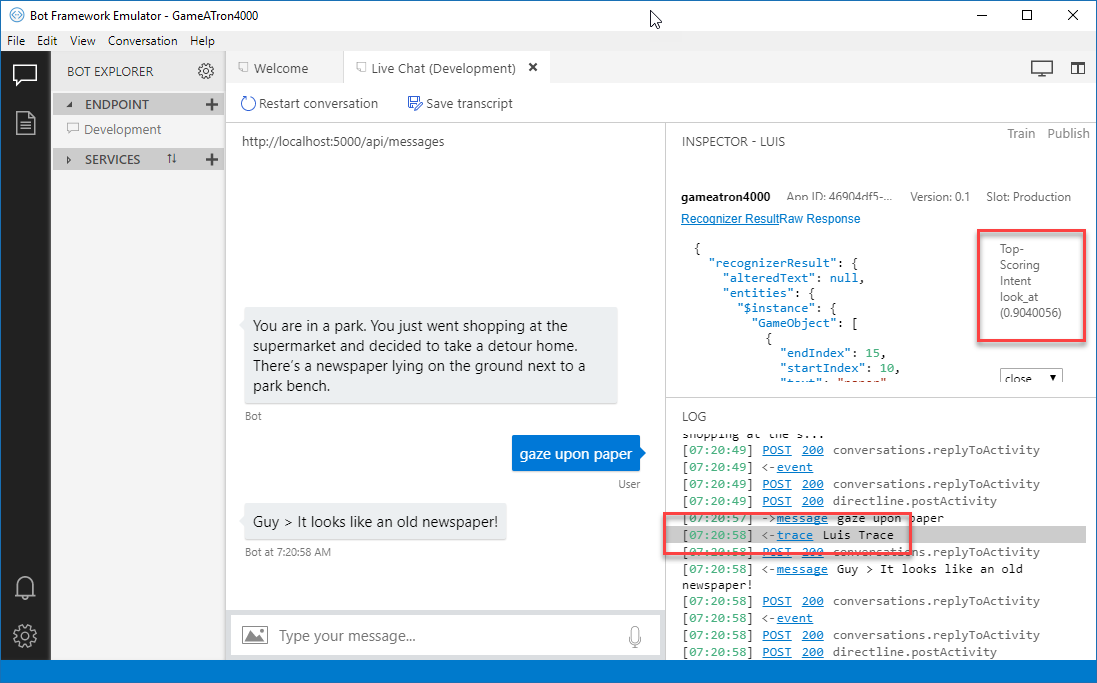 Bot Framework Emulator - GameATron4000
File Edit View Conversation Help
BOT EXPLORER
ENDPOINT
Development
SERVICES
Welcome
Live Chat (Development)
Restart conversation
Save transcript
http://localhost:5000/api/messages
You are in a park. You just went shopping at the
supermarket and decided to take a detour home.
There's a newspaper lying on the ground next to a
park bench.
Bot
gaze upon paper
User
Guy > It looks like an old newspaper!
Bot at 7:20:58 AM
Type your message...
Train Publish
INSPECTOR - LUIS
gameatron4000 App ID: 46904df5-... Version: 0.1 Slot: Production
Recognizer Result Raw Response
{
"recognizerResult": {
"alteredText": null,
"entities": {
"$instance": {
"GameObject": [
{
"endIndex": 15,
"startIndex": 10,
"text": "paper"
Top-
Scoring
Intent
look_at
(0.9040056)
close
LOG
shopping at the s...
[07:20:49] POST 200 conversations.replyToActivity
[07:20:49] <-event
[07:20:49] POST 200 conversations.replyToActivity
[07:20:49] POST 200 directline.postActivity
[07:20:57] ->message gaze upon paper
[07:20:58] <-trace Luis Trace
[07:20:58] POST 200 conversations.replyToActivity
[07:20:58] <-message Guy > It looks like an old
newspaper!
[07:20:58] POST 200 conversations.replyToActivity
[07:20:58] <-event
[07:20:58] POST 200 conversations.replyToActivity
[07:20:58] POST 200 directline.postActivity